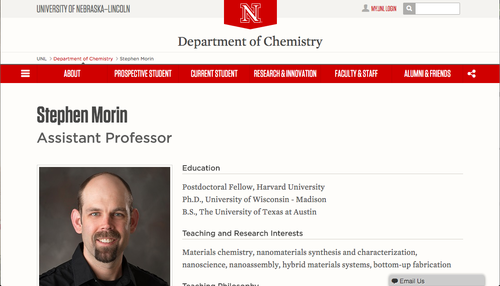 UNIVERSITY OF NEBRASKA–LINCOLN
N
MY.UNL LOGIN
Department of Chemistry
UNL > Department of Chemistry > Stephen Morin
ABOUT PROSPECTIVE STUDENT CURRENT STUDENT RESEARCH & INNOVATION FACULTY & STAFF ALUMNI & FRIENDS
Stephen Morin
Assistant Professor
Education
Postdoctoral Fellow, Harvard University
Ph.D., University of Wisconsin - Madison
B.S., The University of Texas at Austin
Teaching and Research Interests
Materials chemistry, nanomaterials synthesis and characterization,
nanoscience, nanoassembly, hybrid materials systems, bottom-up fabrication
Teaching Philosophy
Email Us